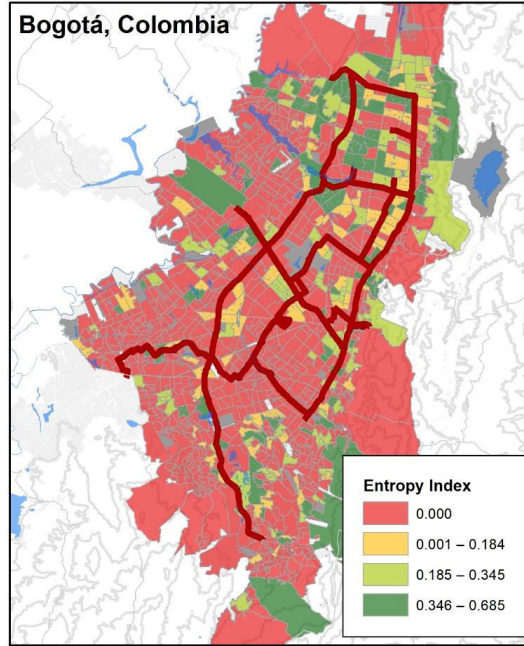 Bogotá, Colombia
Entropy Index
0.000
0.001 – 0.184
0.185 – 0.345
0.346 – 0.685